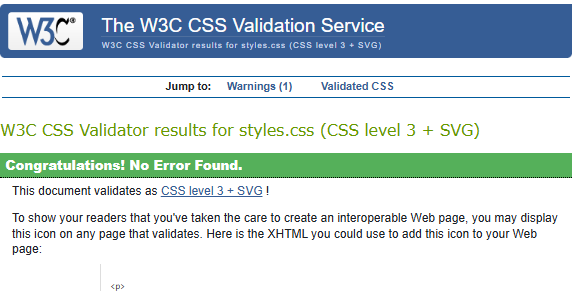 W3C®
The W3C CSS Validation Service
W3C CSS Validator results for styles.css (CSS level 3 + SVG)
Jump to: Warnings (1) Validated CSS
W3C CSS Validator results for styles.css (CSS level 3 + SVG)
Congratulations! No Error Found.
This document validates as CSS level 3 + SVG !
To show your readers that you've taken the care to create an interoperable Web page, you may display
this icon on any page that validates. Here is the XHTML you could use to add this icon to your Web
page:
<p>